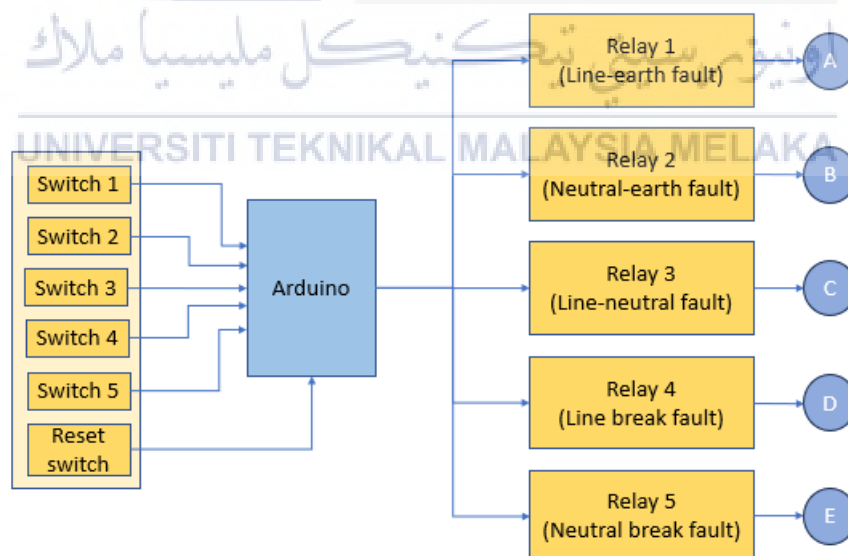 اونيۏرسيتي تيكنيكل مليسيا ملاك
UNIVERSITI TEKNIKAL MALAYSIA MELAKA
Switch 1
Switch 2
Switch 3
Switch 4
Switch 5
Reset
switch
Arduino
Relay 1
(Line-earth fault)
A
Relay 2
(Neutral-earth fault)
B
Relay 3
(Line-neutral fault)
C
Relay 4
(Line break fault)
D
Relay 5
(Neutral break fault)
E